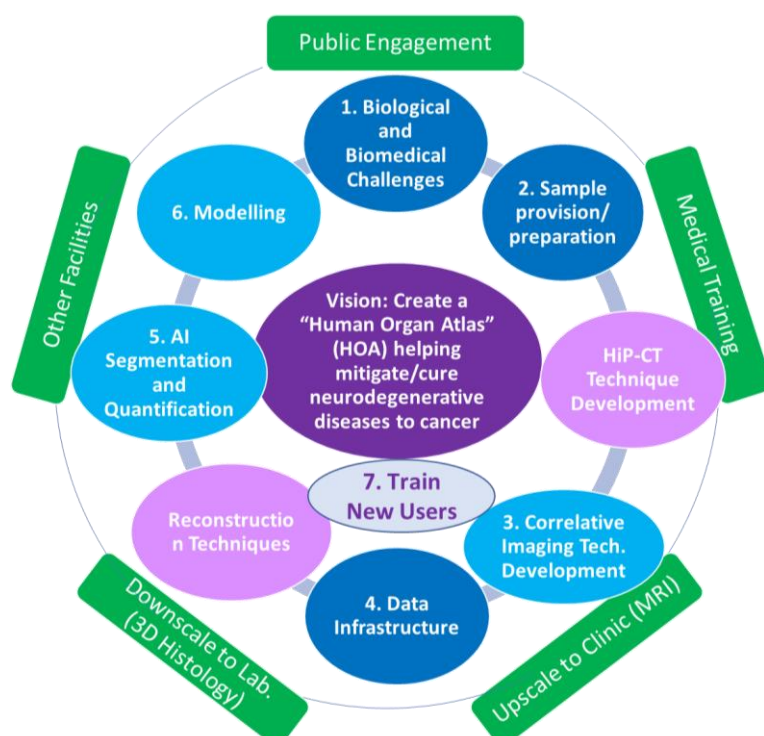 Public Engagement
1. Biological
and
Biomedical
Challenges
2. Sample
provision/
preparation
Medical Training
HiP-CT
Technique
Development
3. Correlative
Imaging Tech.
Development
Upscale to Clinic (MRI)
4. Data
Infrastructure
7. Train
New Users
Reconstructio
n Techniques
Downscale to Lab.
(3D Histology)
5. AI
Segmentation
and
Quantification
Other Facilities
6. Modelling
Vision: Create a
“Human Organ Atlas”
(HOA) helping
mitigate/cure
neurodegenerative
diseases to cancer